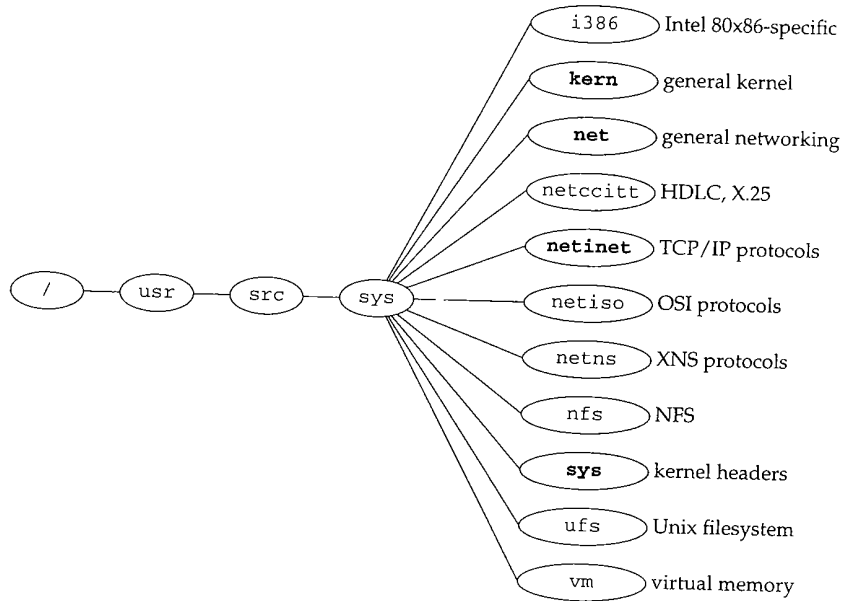 i386 Intel 80x86-specific
kern general kernel
net general networking
netccitt HDLC, X.25
netinet TCP/IP protocols
/ usr src sys netiso OSI protocols
netns XNS protocols
nfs NFS
sys kernel headers
ufs Unix filesystem
vm virtual memory